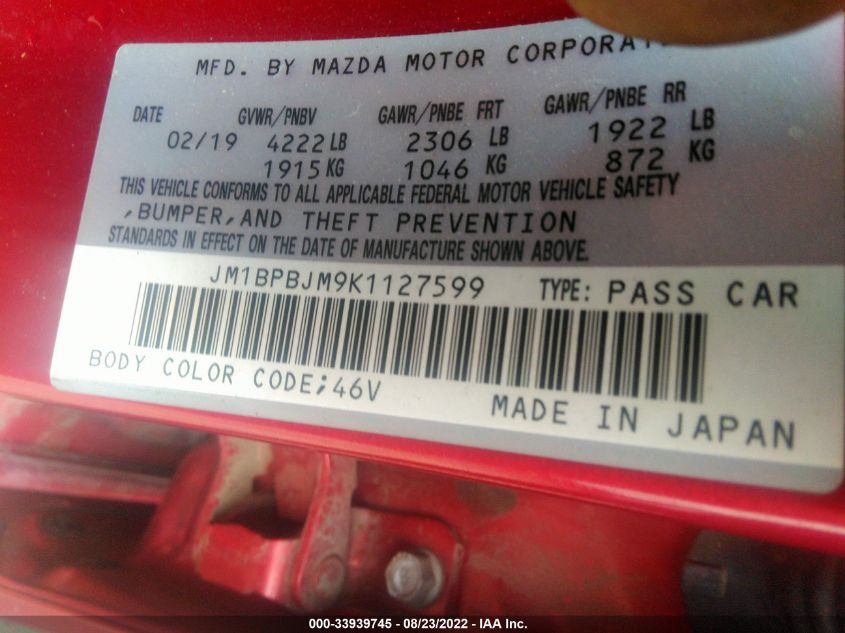 MFD. BY MAZDA MOTOR
DATE GVWR/PNBV GAWR/PNBE FRT GAWR/PNBE RR
02/19 4222 LB 2306 LB 1922 LB
1915 KG 1046 KG 872 KG
THIS VEHICLE CONFORMS TO ALL APPLICABLE FEDERAL MOTOR VEHICLE SAFETY
,BUMPER,AND THEFT PREVENTION
STANDARDS IN EFFECT ON THE DATE OF MANUFACTURE SHOWN ABOVE.
JM1BPBJM9K1127599 TYPE: PASS CAR
BODY COLOR CODE;46V
MADE IN JAPAN
000-33939745 — 08/23/2022 — IAA Inc.